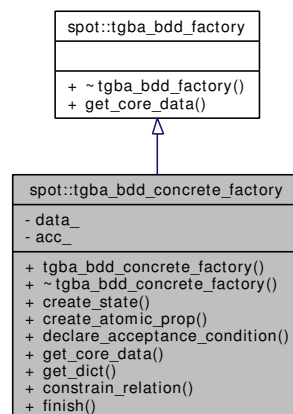 spot::tgba_bdd_factory
+ ~tgba_bdd_factory()
+ get_core_data()
spot::tgba_bdd_concrete_factory
- data_
- acc_
+ tgba_bdd_concrete_factory()
+ ~tgba_bdd_concrete_factory()
+ create_state()
+ create_atomic_prop()
+ declare_acceptance_condition()
+ get_core_data()
+ get_dict()
+ constrain_relation()
+ finish()